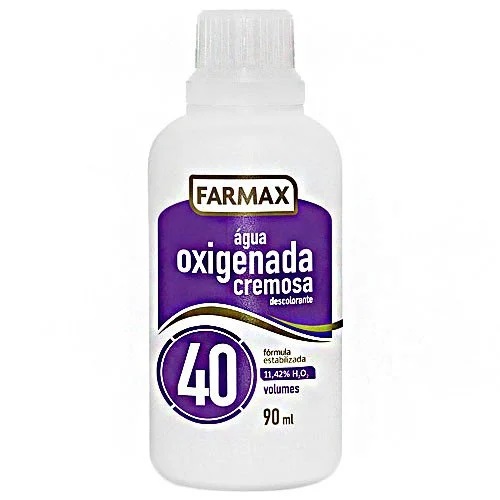 FARMAX
água
oxigenada
cremosa
descolorante
40
fórmula
estabilizada
11,42% H₂O₂
volumes
90 ml